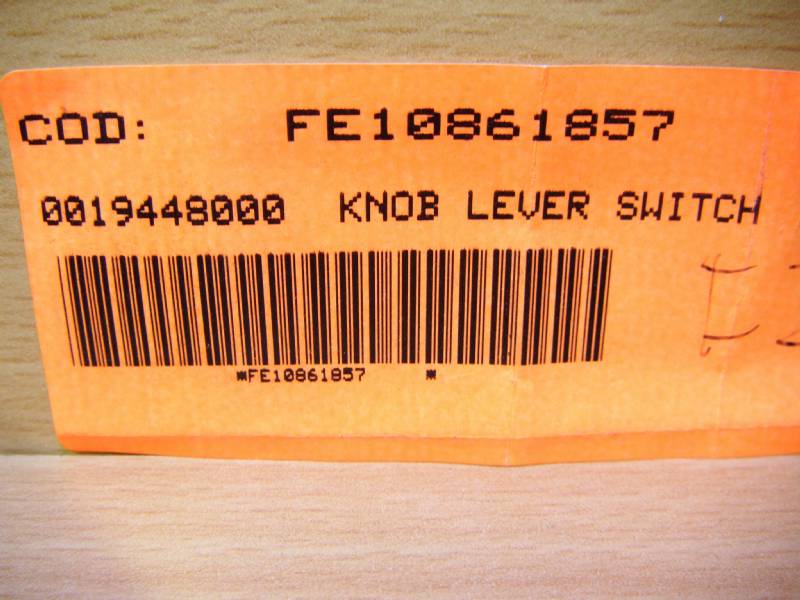 COD: FE10861857
0019448000 KNOB LEVER SWITCH
*FE10861857 *